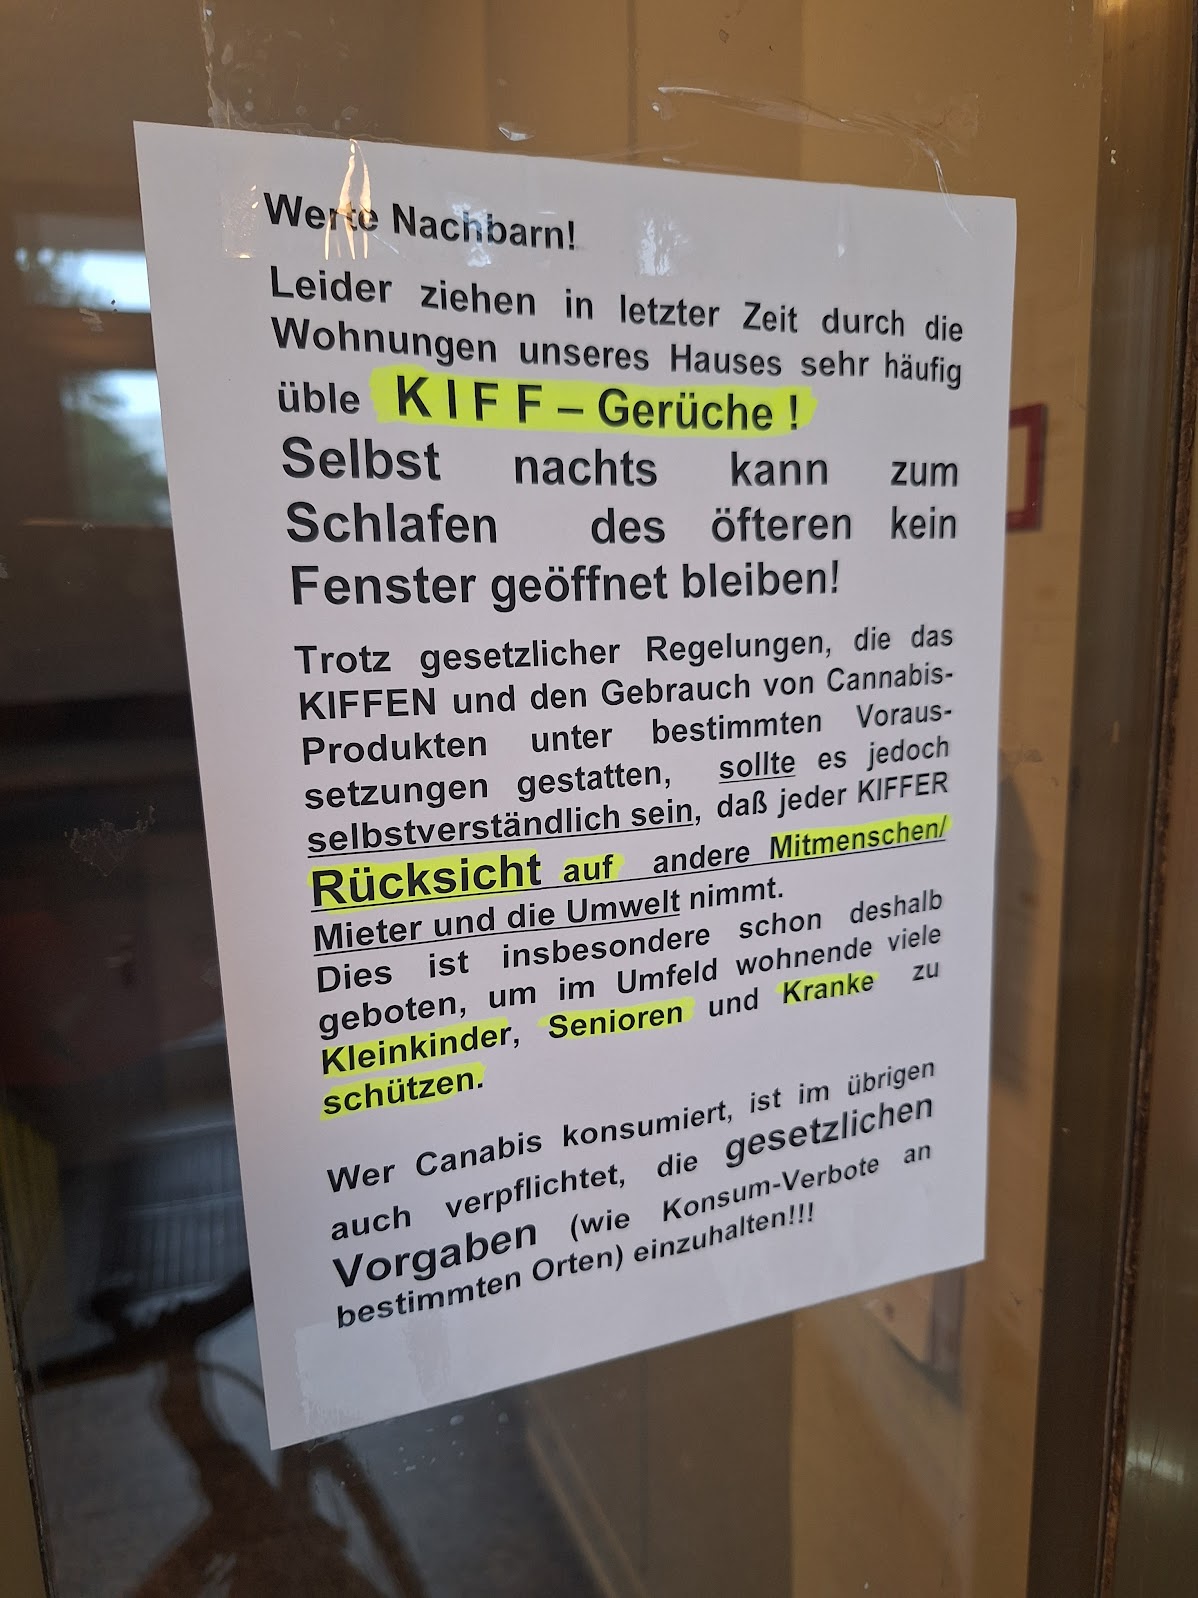 Werte Nachbarn!
Leider ziehen in letzter Zeit durch die
Wohnungen unseres Hauses sehr häufig
üble K I F F – Gerüche !
Selbst nachts kann zum
Schlafen des öfteren kein
Fenster geöffnet bleiben!
Trotz gesetzlicher Regelungen, die das
KIFFEN und den Gebrauch von Cannabis-
Produkten unter bestimmten Voraus-
setzungen gestatten, sollte es jedoch
selbstverständlich sein, daß jeder KIFFER
Rücksicht auf andere Mitmenschen/
Mieter und die Umwelt nimmt.
Dies ist insbesondere schon deshalb
geboten, um im Umfeld wohnende viele
Kleinkinder, Senioren und Kranke zu
schützen.
Wer Canabis konsumiert, ist im übrigen
auch verpflichtet, die gesetzlichen
Vorgaben (wie Konsum-Verbote an
bestimmten Orten) einzuhalten!!!